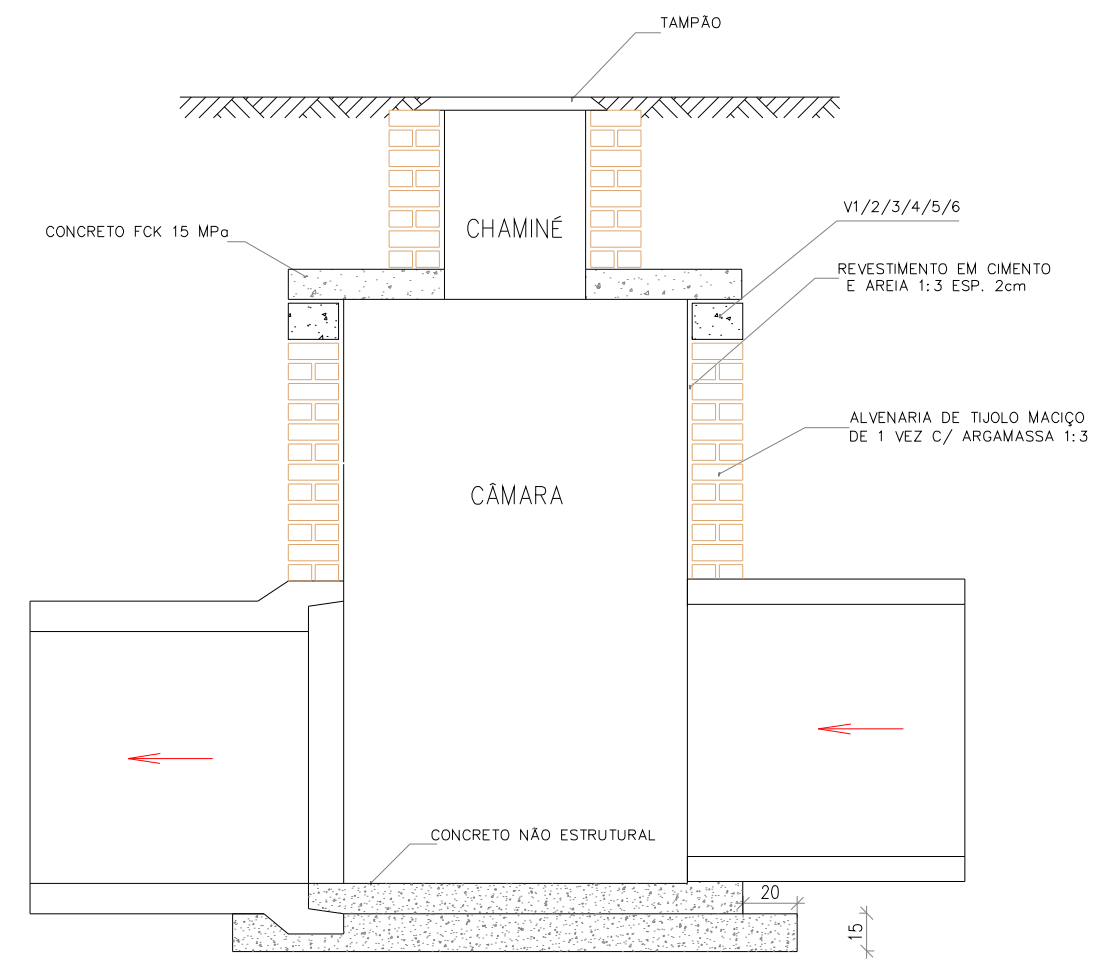 TAMPÃO
V1/2/3/4/5/6
CHAMINÉ
CONCRETO FCK 15 MPa
REVESTIMENTO EM CIMENTO
E AREIA 1:3 ESP. 2cm
ALVENARIA DE TIJOLO MACIÇO
DE 1 VEZ C/ ARGAMASSA 1:3
CÂMARA
CONCRETO NÃO ESTRUTURAL
20
15